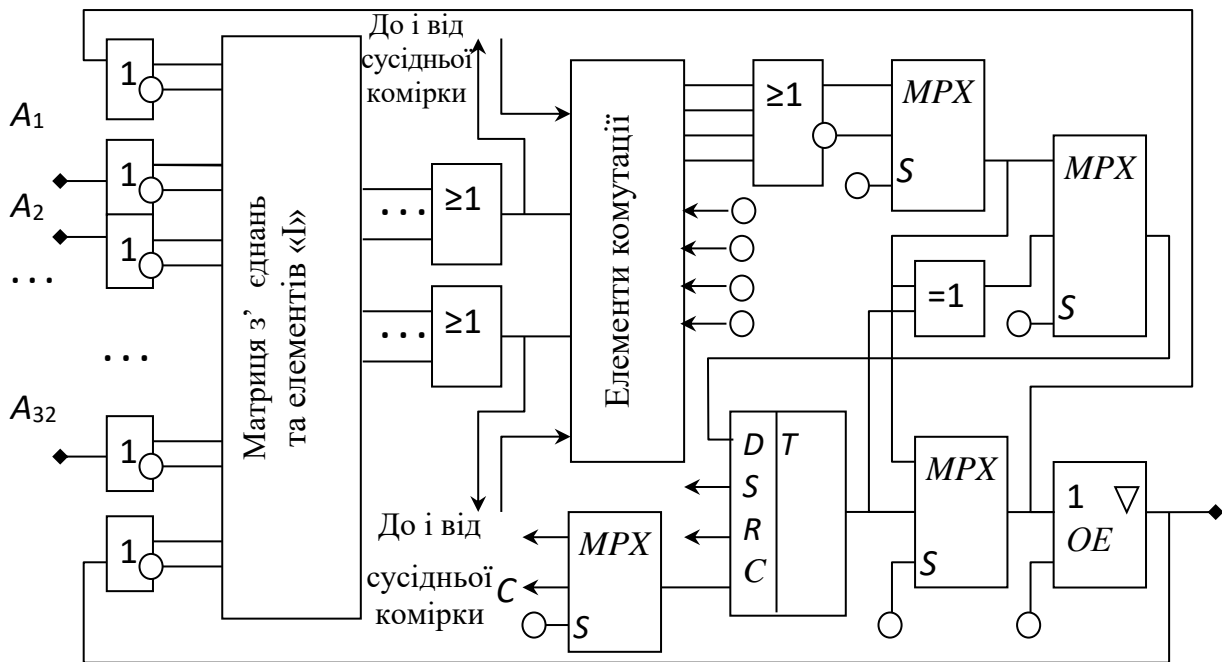 До і від
сусідньої
комірки
A1
A2
. . .
. . .
A32
1
1
1
1
1
Матриця з’ єднань
та елементів «І»
. . .
≥1
. . .
≥1
Елементи комутації
≥1
MPX
S
MPX
S
=1
D T
S
R
C
MPX
S
1 ▽
OE
До і від
сусідньої
комірки
MPX
C
S